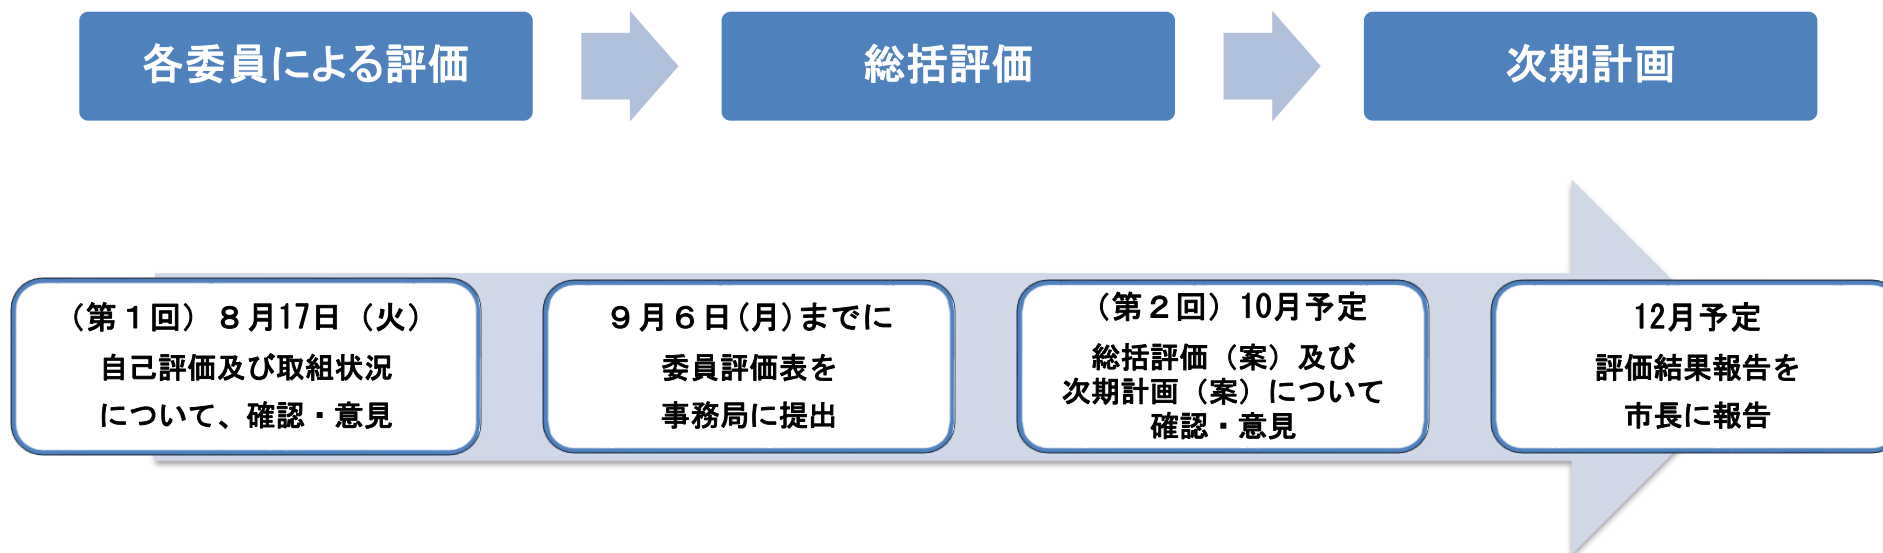 各委員による評価
総括評価
次期計画
（第１回）８月17日（火）
自己評価及び取組状況
について、確認・意見
９月６日(月)までに
委員評価表を
事務局に提出
（第２回）10月予定
総括評価（案）及び
次期計画（案）について
確認・意見
12月予定
評価結果報告を
市長に報告